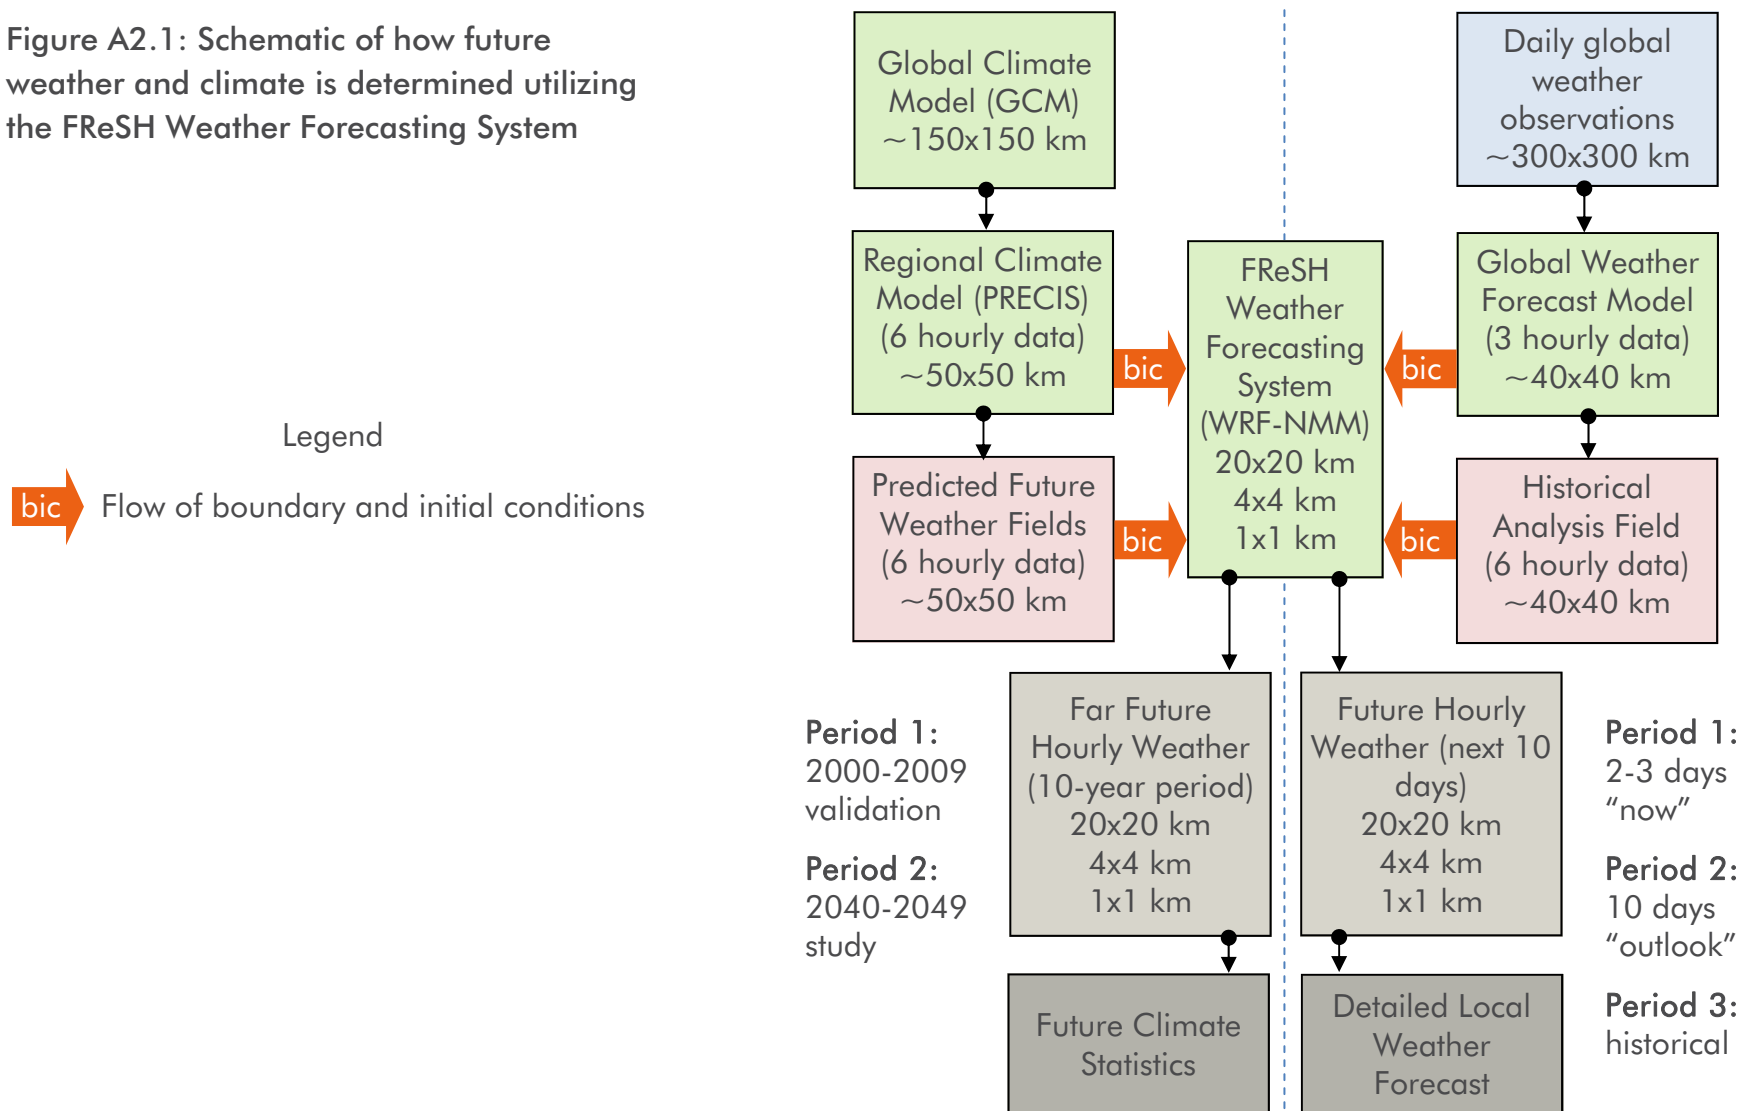 Figure A2.1: Schematic of how future
weather and climate is determined utilizing
the FReSH Weather Forecasting System
Legend
bic
Flow of boundary and initial conditions
Global Climate
Model (GCM)
~150x150 km
Daily global
weather
observations
~300x300 km
Regional Climate
Model (PRECIS)
(6 hourly data)
~50x50 km
bic
FReSH
Weather
Forecasting
System
(WRF-NMM)
20x20 km
4x4 km
1x1 km
bic
Global Weather
Forecast Model
(3 hourly data)
~40x40 km
Predicted Future
Weather Fields
(6 hourly data)
~50x50 km
bic
bic
Historical
Analysis Field
(6 hourly data)
~40x40 km
Period 1:
2000-2009
validation
Period 2:
2040-2049
study
Far Future
Hourly Weather
(10-year period)
20x20 km
4x4 km
1x1 km
Future Hourly
Weather (next 10
days)
20x20 km
4x4 km
1x1 km
Period 1:
2-3 days
“now”
Period 2:
10 days
“outlook”
Period 3:
historical
Future Climate
Statistics
Detailed Local
Weather
Forecast